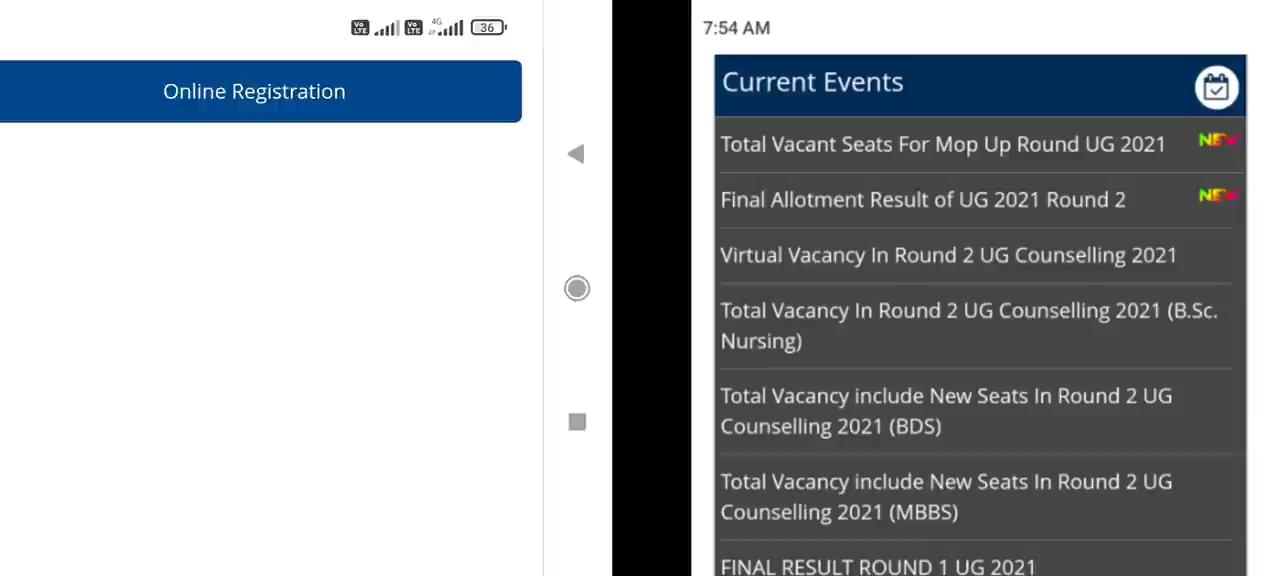 36
Online Registration
7:54 AM
Current Events
Total Vacant Seats For Mop Up Round UG 2021 NEW
Final Allotment Result of UG 2021 Round 2 NEW
Virtual Vacancy In Round 2 UG Counselling 2021
Total Vacancy In Round 2 UG Counselling 2021 (B.Sc.
Nursing)
Total Vacancy include New Seats In Round 2 UG
Counselling 2021 (BDS)
Total Vacancy include New Seats In Round 2 UG
Counselling 2021 (MBBS)
FINAL RESULT ROUND 1 UG 2021